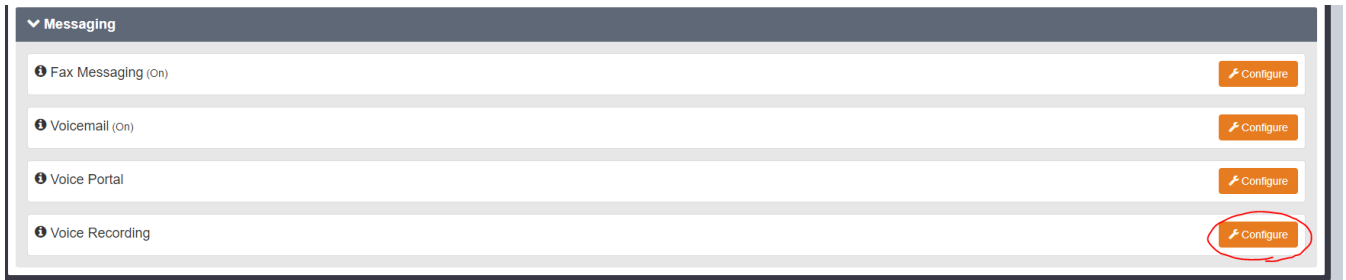 Messaging
Fax Messaging (On) Configure
Voicemail (On) Configure
Voice Portal Configure
Voice Recording Configure